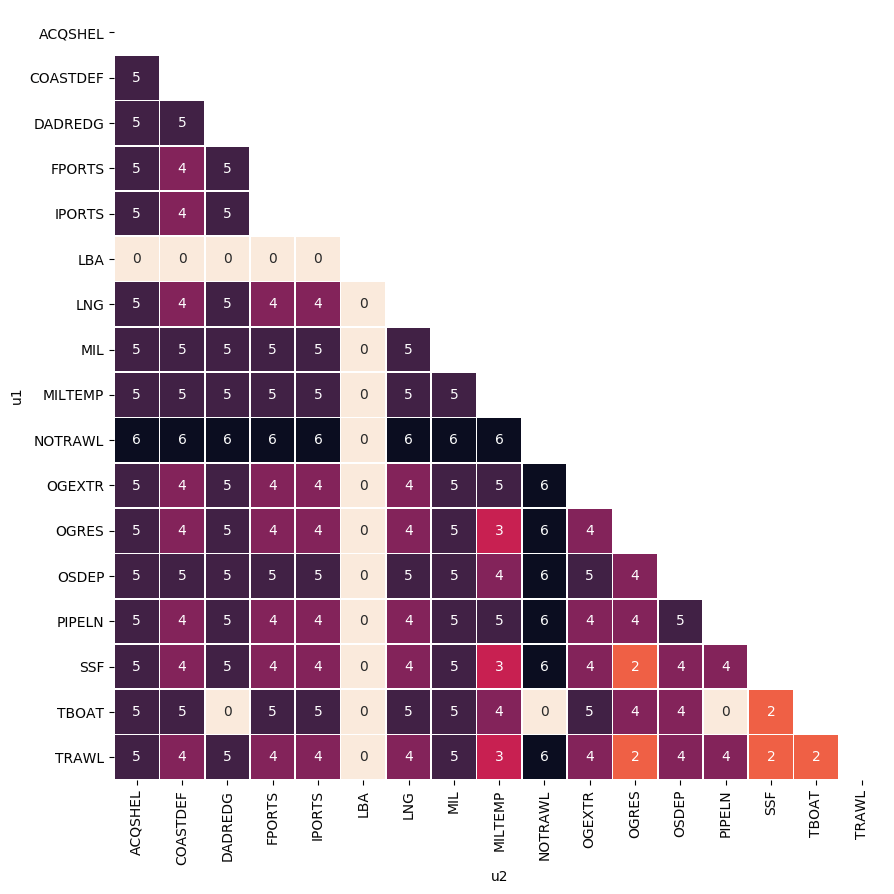 ACQSHEL
COASTDEF 5
DADREDG 5 5
FPORTS 5 4 5
IPORTS 5 4 5
LBA 0 0 0 0 0
LNG 5 4 5 4 4 0
MIL 5 5 5 5 5 0 5
u1
MILTEMP 5 5 5 5 5 0 5 5
NOTRAWL 6 6 6 6 6 0 6 6 6
OGEXTR 5 4 5 4 4 0 4 5 5 6
OGRES 5 4 5 4 4 0 4 5 3 6 4
OSDEP 5 5 5 5 5 0 5 5 4 6 5 4
PIPELN 5 4 5 4 4 0 4 5 5 6 4 4 5
SSF 5 4 5 4 4 0 4 5 3 6 4 2 4 4
TBOAT 5 5 0 5 5 0 5 5 4 0 5 4 4 0 2
TRAWL 5 4 5 4 4 0 4 5 3 6 4 2 4 4 2 2
ACQSHEL COASTDEF DADREDG FPORTS IPORTS LBA LNG MIL MILTEMP NOTRAWL OGEXTR OGRES OSDEP PIPELN SSF TBOAT TRAWL
u2